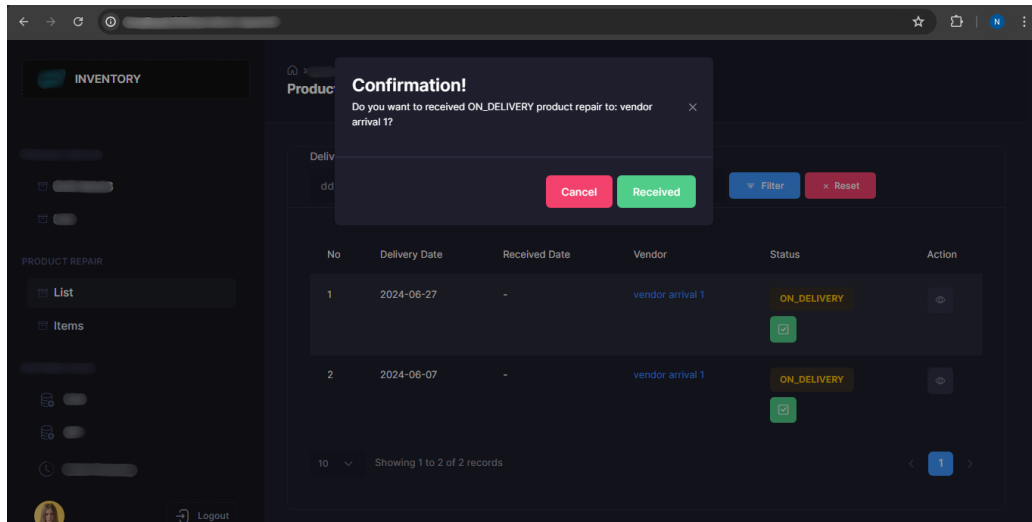 INVENTORY
Produc
Confirmation!
Do you want to received ON_DELIVERY product repair to: vendor
arrival 1?
Cancel
Received
Deliv
dd
Filter
× Reset
PRODUCT REPAIR
List
Items
No
Delivery Date
Received Date
Vendor
Status
Action
1
2024-06-27
-
vendor arrival 1
ON_DELIVERY
2
2024-06-07
-
vendor arrival 1
ON_DELIVERY
10
Showing 1 to 2 of 2 records
1
Logout
N